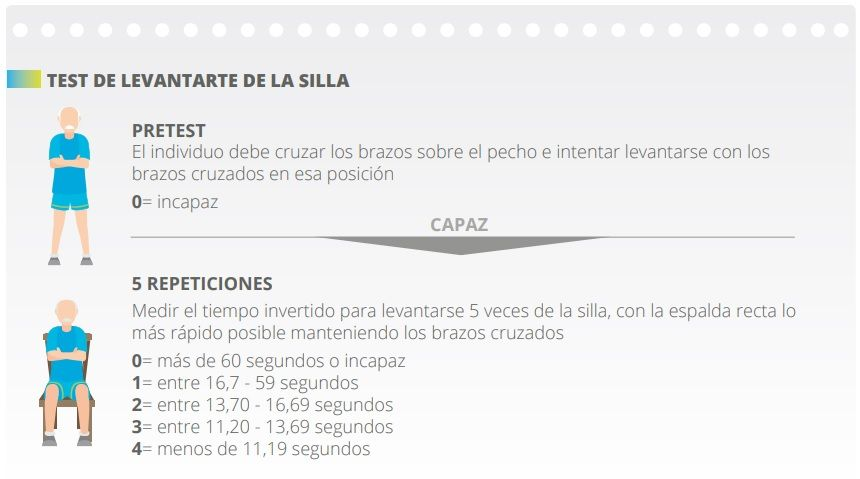 TEST DE LEVANTARTE DE LA SILLA
PRETEST
El individuo debe cruzar los brazos sobre el pecho e intentar levantarse con los
brazos cruzados en esa posición
0= incapaz
CAPAZ
5 REPETICIONES
Medir el tiempo invertido para levantarse 5 veces de la silla, con la espalda recta lo
más rápido posible manteniendo los brazos cruzados
0= más de 60 segundos o incapaz
1= entre 16,7 - 59 segundos
2= entre 13,70 - 16,69 segundos
3= entre 11,20 - 13,69 segundos
4= menos de 11,19 segundos